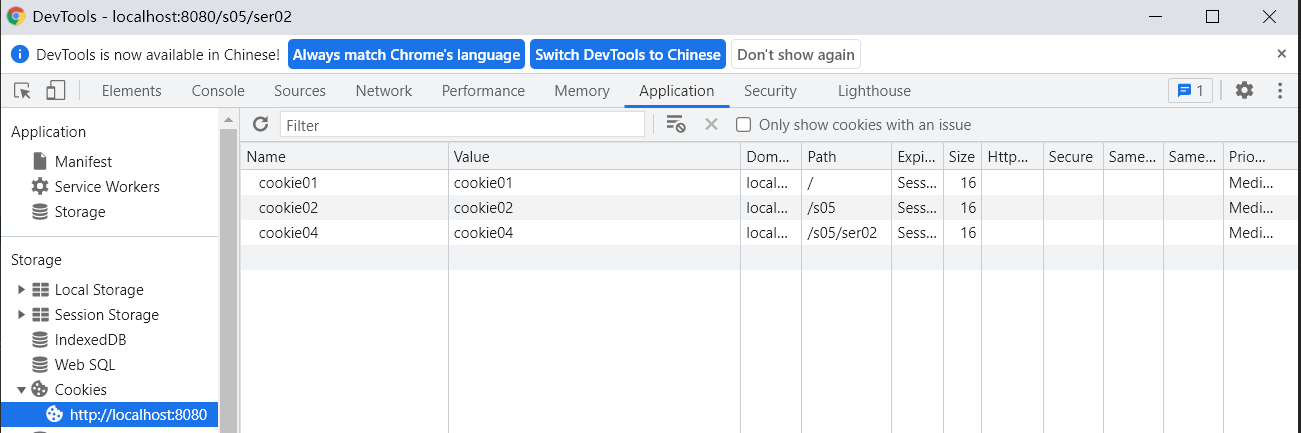 DevTools - localhost:8080/s05/ser02
DevTools is now available in Chinese! Always match Chrome's language Switch DevTools to Chinese Don't show again
Elements Console Sources Network Performance Memory Application Security Lighthouse 1
Application
Manifest
Service Workers
Storage
Storage
Local Storage
Session Storage
IndexedDB
Web SQL
Cookies
http://localhost:8080
Filter Only show cookies with an issue
Name Value Dom... Path Expi... Size Http... Secure Same... Same... Prio...
cookie01 cookie01 local... / Sess... 16 Medi...
cookie02 cookie02 local... /s05 Sess... 16 Medi...
cookie04 cookie04 local... /s05/ser02 Sess... 16 Medi...